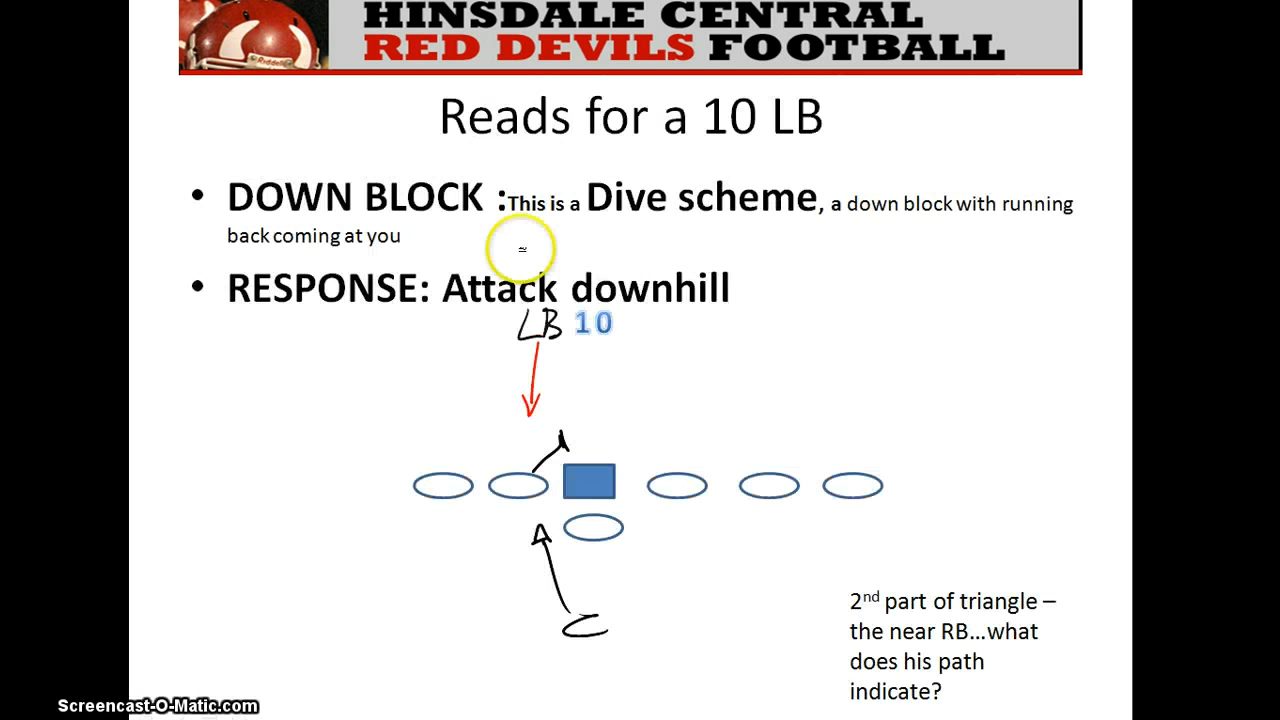 HINSDALE CENTRAL
RED DEVILS FOOTBALL
Riddell
Reads for a 10 LB
• DOWN BLOCK : This is a Dive scheme, a down block with running
back coming at you
• RESPONSE: Attack downhill
LB 10
2nd part of triangle –
the near RB...what
does his path
indicate?
Screencast-O-Matic.com